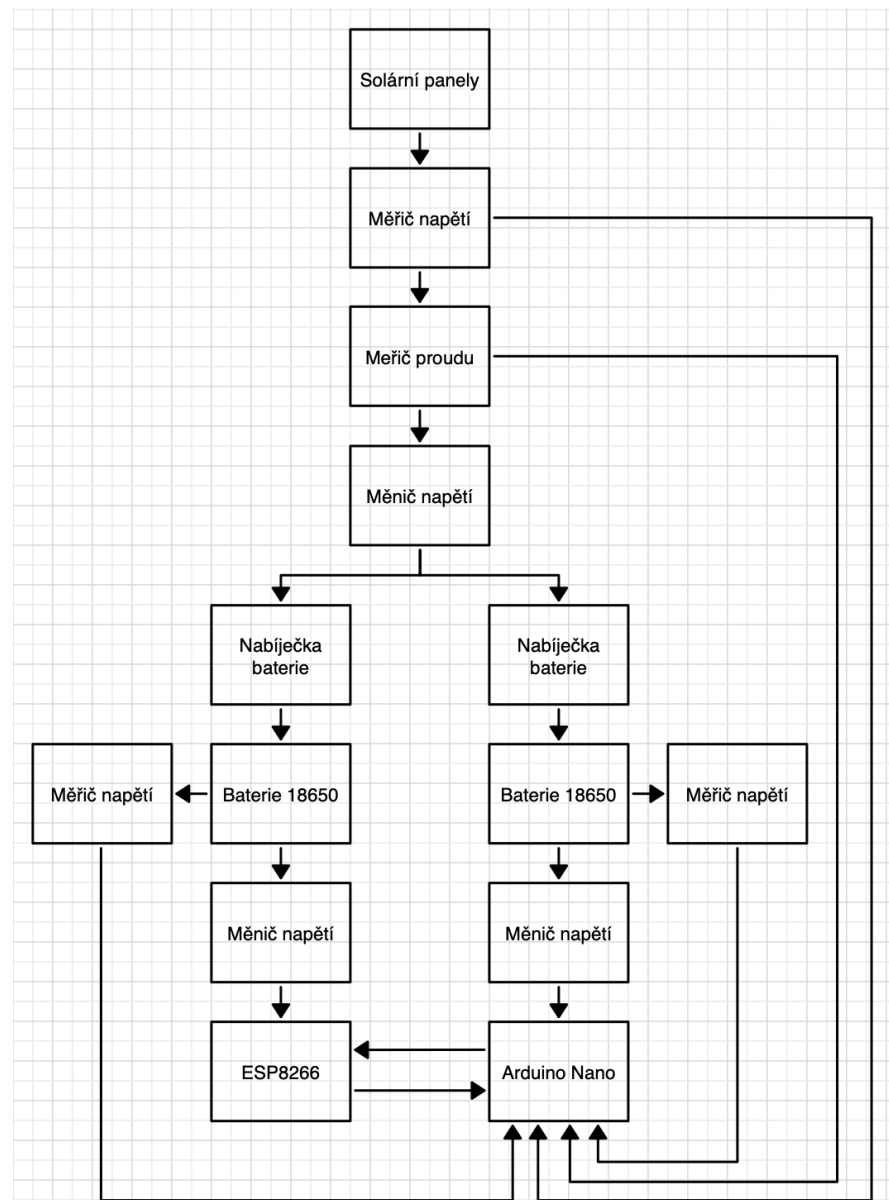 Solární panely
Měřič napětí
Meřič proudu
Měnič napětí
Nabíječka
baterie
Nabíječka
baterie
Měřič napětí
Baterie 18650
Baterie 18650
Měřič napětí
Měnič napětí
Měnič napětí
ESP8266
Arduino Nano